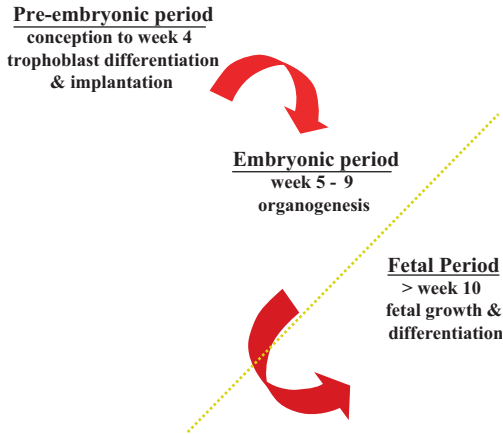 Pre-embryonic period
conception to week 4
trophoblast differentiation
& implantation
Embryonic period
week 5 - 9
organogenesis
Fetal Period
> week 10
fetal growth &
differentiation